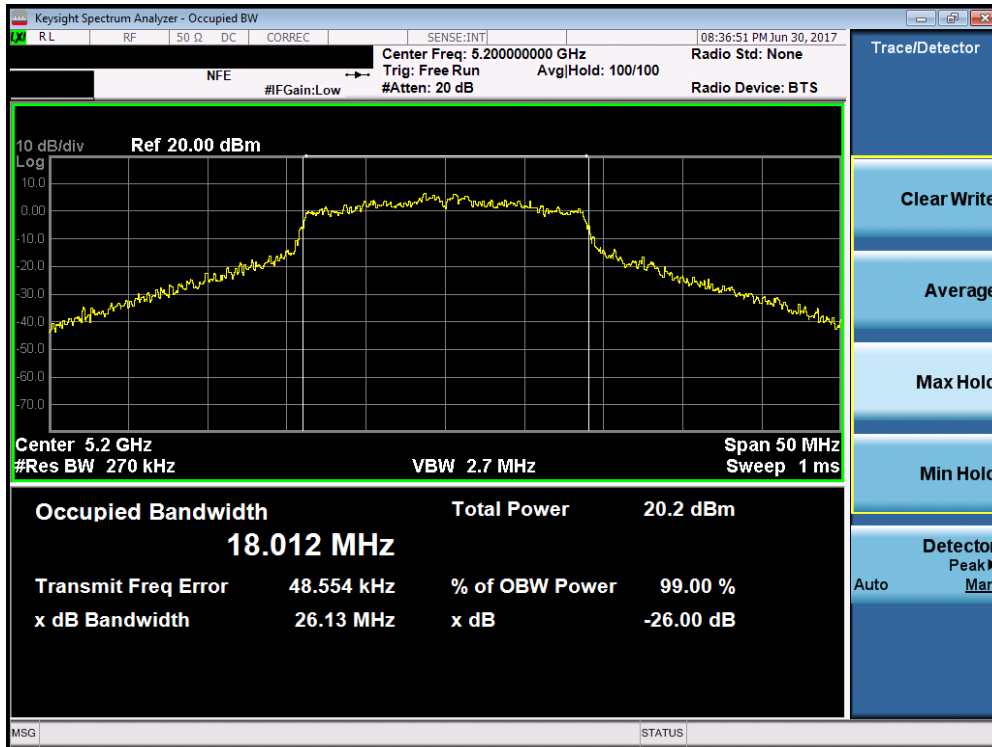 Keysight Spectrum Analyzer - Occupied BW
LXI RL RF 50 Ω DC CORREC SENSE:INT 08:36:51 PM Jun 30, 2017
Center Freq: 5.200000000 GHz Radio Std: None
NFE Trig: Free Run Avg|Hold: 100/100
#IFGain:Low #Atten: 20 dB Radio Device: BTS
10 dB/div Ref 20.00 dBm
Log
10.0
0.00
-10.0
-20.0
-30.0
-40.0
-50.0
-60.0
-70.0
Center 5.2 GHz Span 50 MHz
#Res BW 270 kHz VBW 2.7 MHz Sweep 1 ms
Occupied Bandwidth Total Power 20.2 dBm
18.012 MHz
Transmit Freq Error 48.554 kHz % of OBW Power 99.00 %
x dB Bandwidth 26.13 MHz x dB -26.00 dB
MSG STATUS
Trace/Detector
Clear Write
Average
Max Hold
Min Hold
Detector
Peak
Auto Man